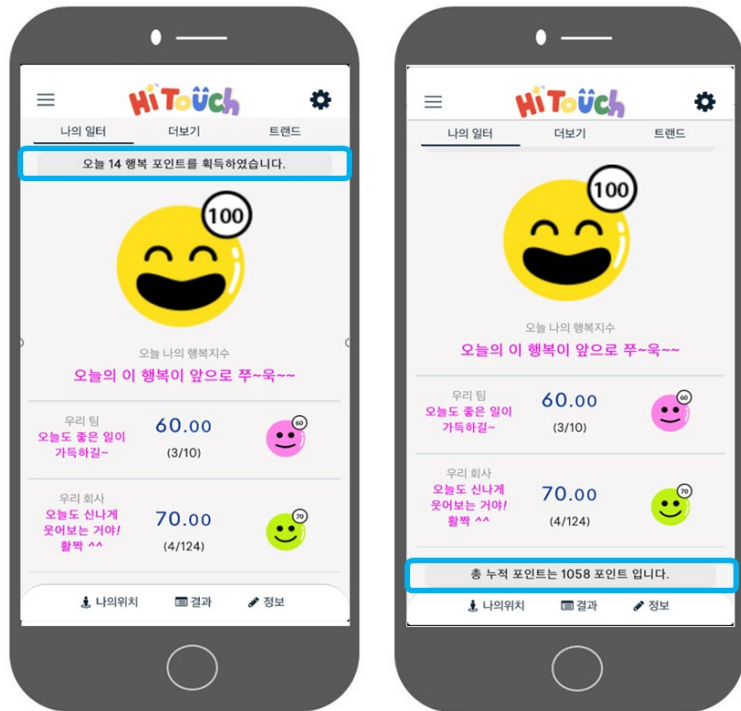 Hi Touch
나의 일터 더보기 트랜드
오늘 14 행복 포인트를 획득하였습니다.
100
오늘 나의 행복지수
오늘의 이 행복이 앞으로 쭈~욱~~
우리 팀
오늘도 좋은 일이
가득하길~
60.00
(3/10)
60
우리 회사
오늘도 신나게
웃어보는 거야!
활짝 ^^
70.00
(4/124)
70
나의위치 결과 정보
Hi Touch
나의 일터 더보기 트랜드
100
오늘 나의 행복지수
오늘의 이 행복이 앞으로 쭈~욱~~
우리 팀
오늘도 좋은 일이
가득하길~
60.00
(3/10)
60
우리 회사
오늘도 신나게
웃어보는 거야!
활짝 ^^
70.00
(4/124)
70
총 누적 포인트는 1058 포인트 입니다.
나의위치 결과 정보